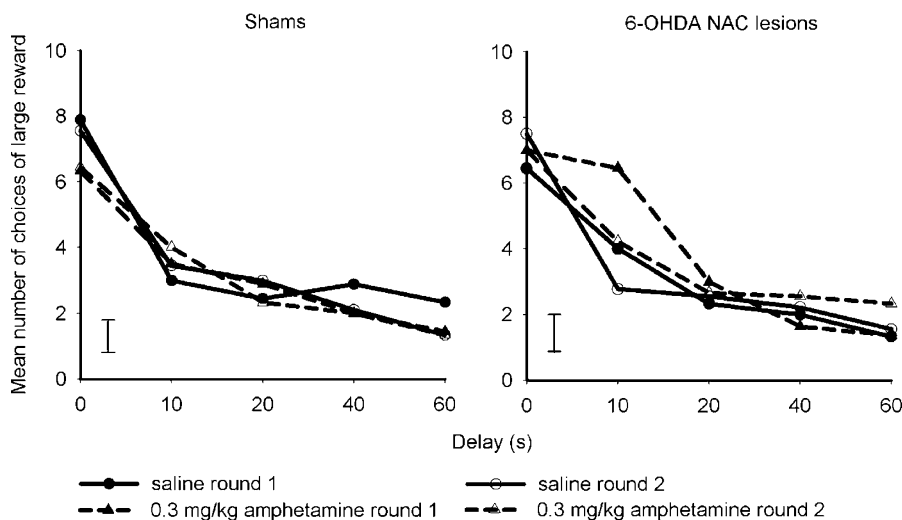 Shams
6-OHDA NAC lesions
Mean number of choices of large reward
10
8
6
4
2
0
0 10 20 40 60
10
8
6
4
2
0
0 10 20 40 60
Delay (s)
saline round 1
saline round 2
0.3 mg/kg amphetamine round 1
0.3 mg/kg amphetamine round 2